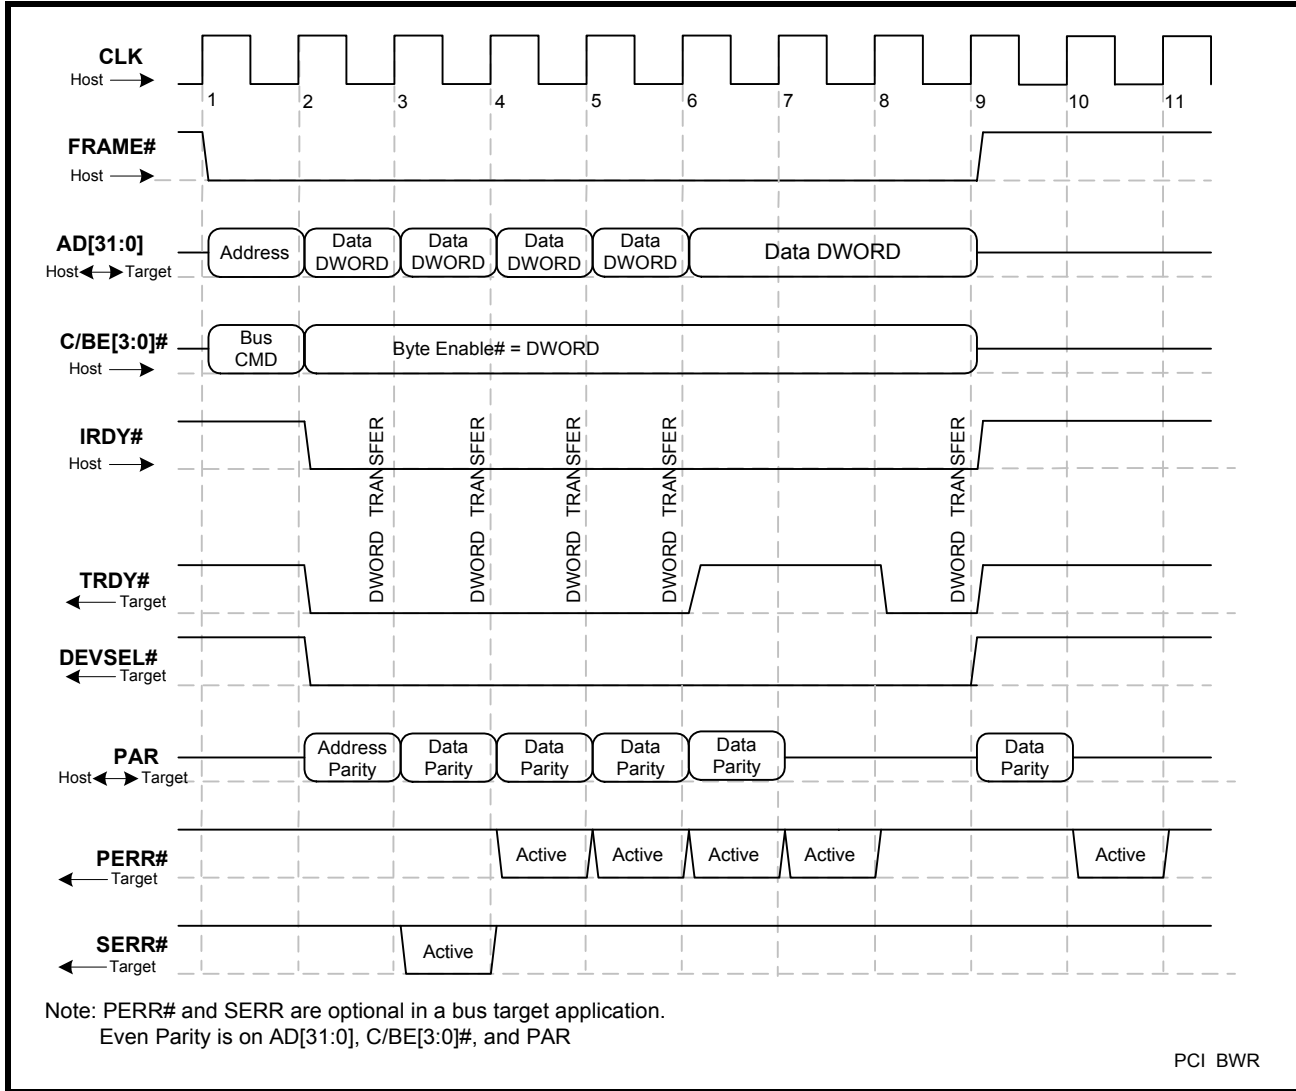 CLK
Host
1 2 3 4 5 6 7 8 9 10 11
FRAME#
Host
AD[31:0]
Host Target
Address
Data
DWORD
Data
DWORD
Data
DWORD
Data
DWORD
Data DWORD
C/BE[3:0]#
Host
Bus
CMD
Byte Enable# = DWORD
IRDY#
Host
DWORD TRANSFER
DWORD TRANSFER
DWORD TRANSFER
DWORD TRANSFER
DWORD TRANSFER
TRDY#
Target
DEVSEL#
Target
PAR
Host Target
Address
Parity
Data
Parity
Data
Parity
Data
Parity
Data
Parity
Data
Parity
PERR#
Target
Active Active Active Active Active
SERR#
Target
Active
Note: PERR# and SERR are optional in a bus target application.
Even Parity is on AD[31:0], C/BE[3:0]#, and PAR
PCI BWR